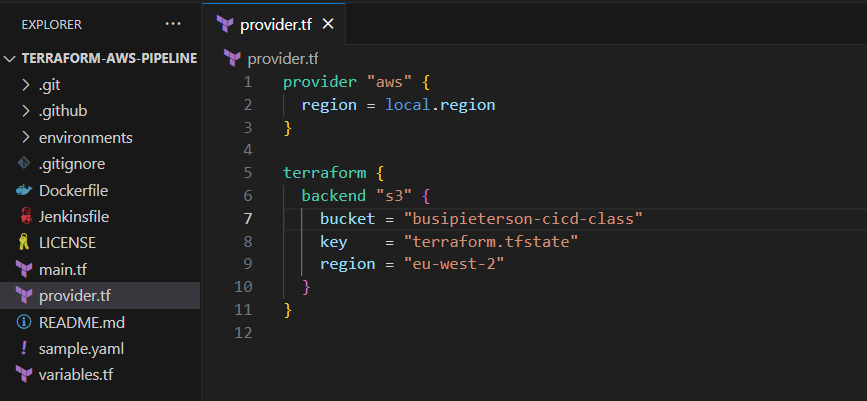 EXPLORER
TERRAFORM-AWS-PIPELINE
.git
.github
environments
.gitignore
Dockerfile
Jenkinsfile
LICENSE
main.tf
provider.tf
README.md
sample.yaml
variables.tf
provider.tf
provider.tf
1 provider "aws" {
2   region = local.region
3 }
4
5 terraform {
6   backend "s3" {
7     bucket = "busipieterson-cicd-class"
8     key    = "terraform.tfstate"
9     region = "eu-west-2"
10   }
11 }
12